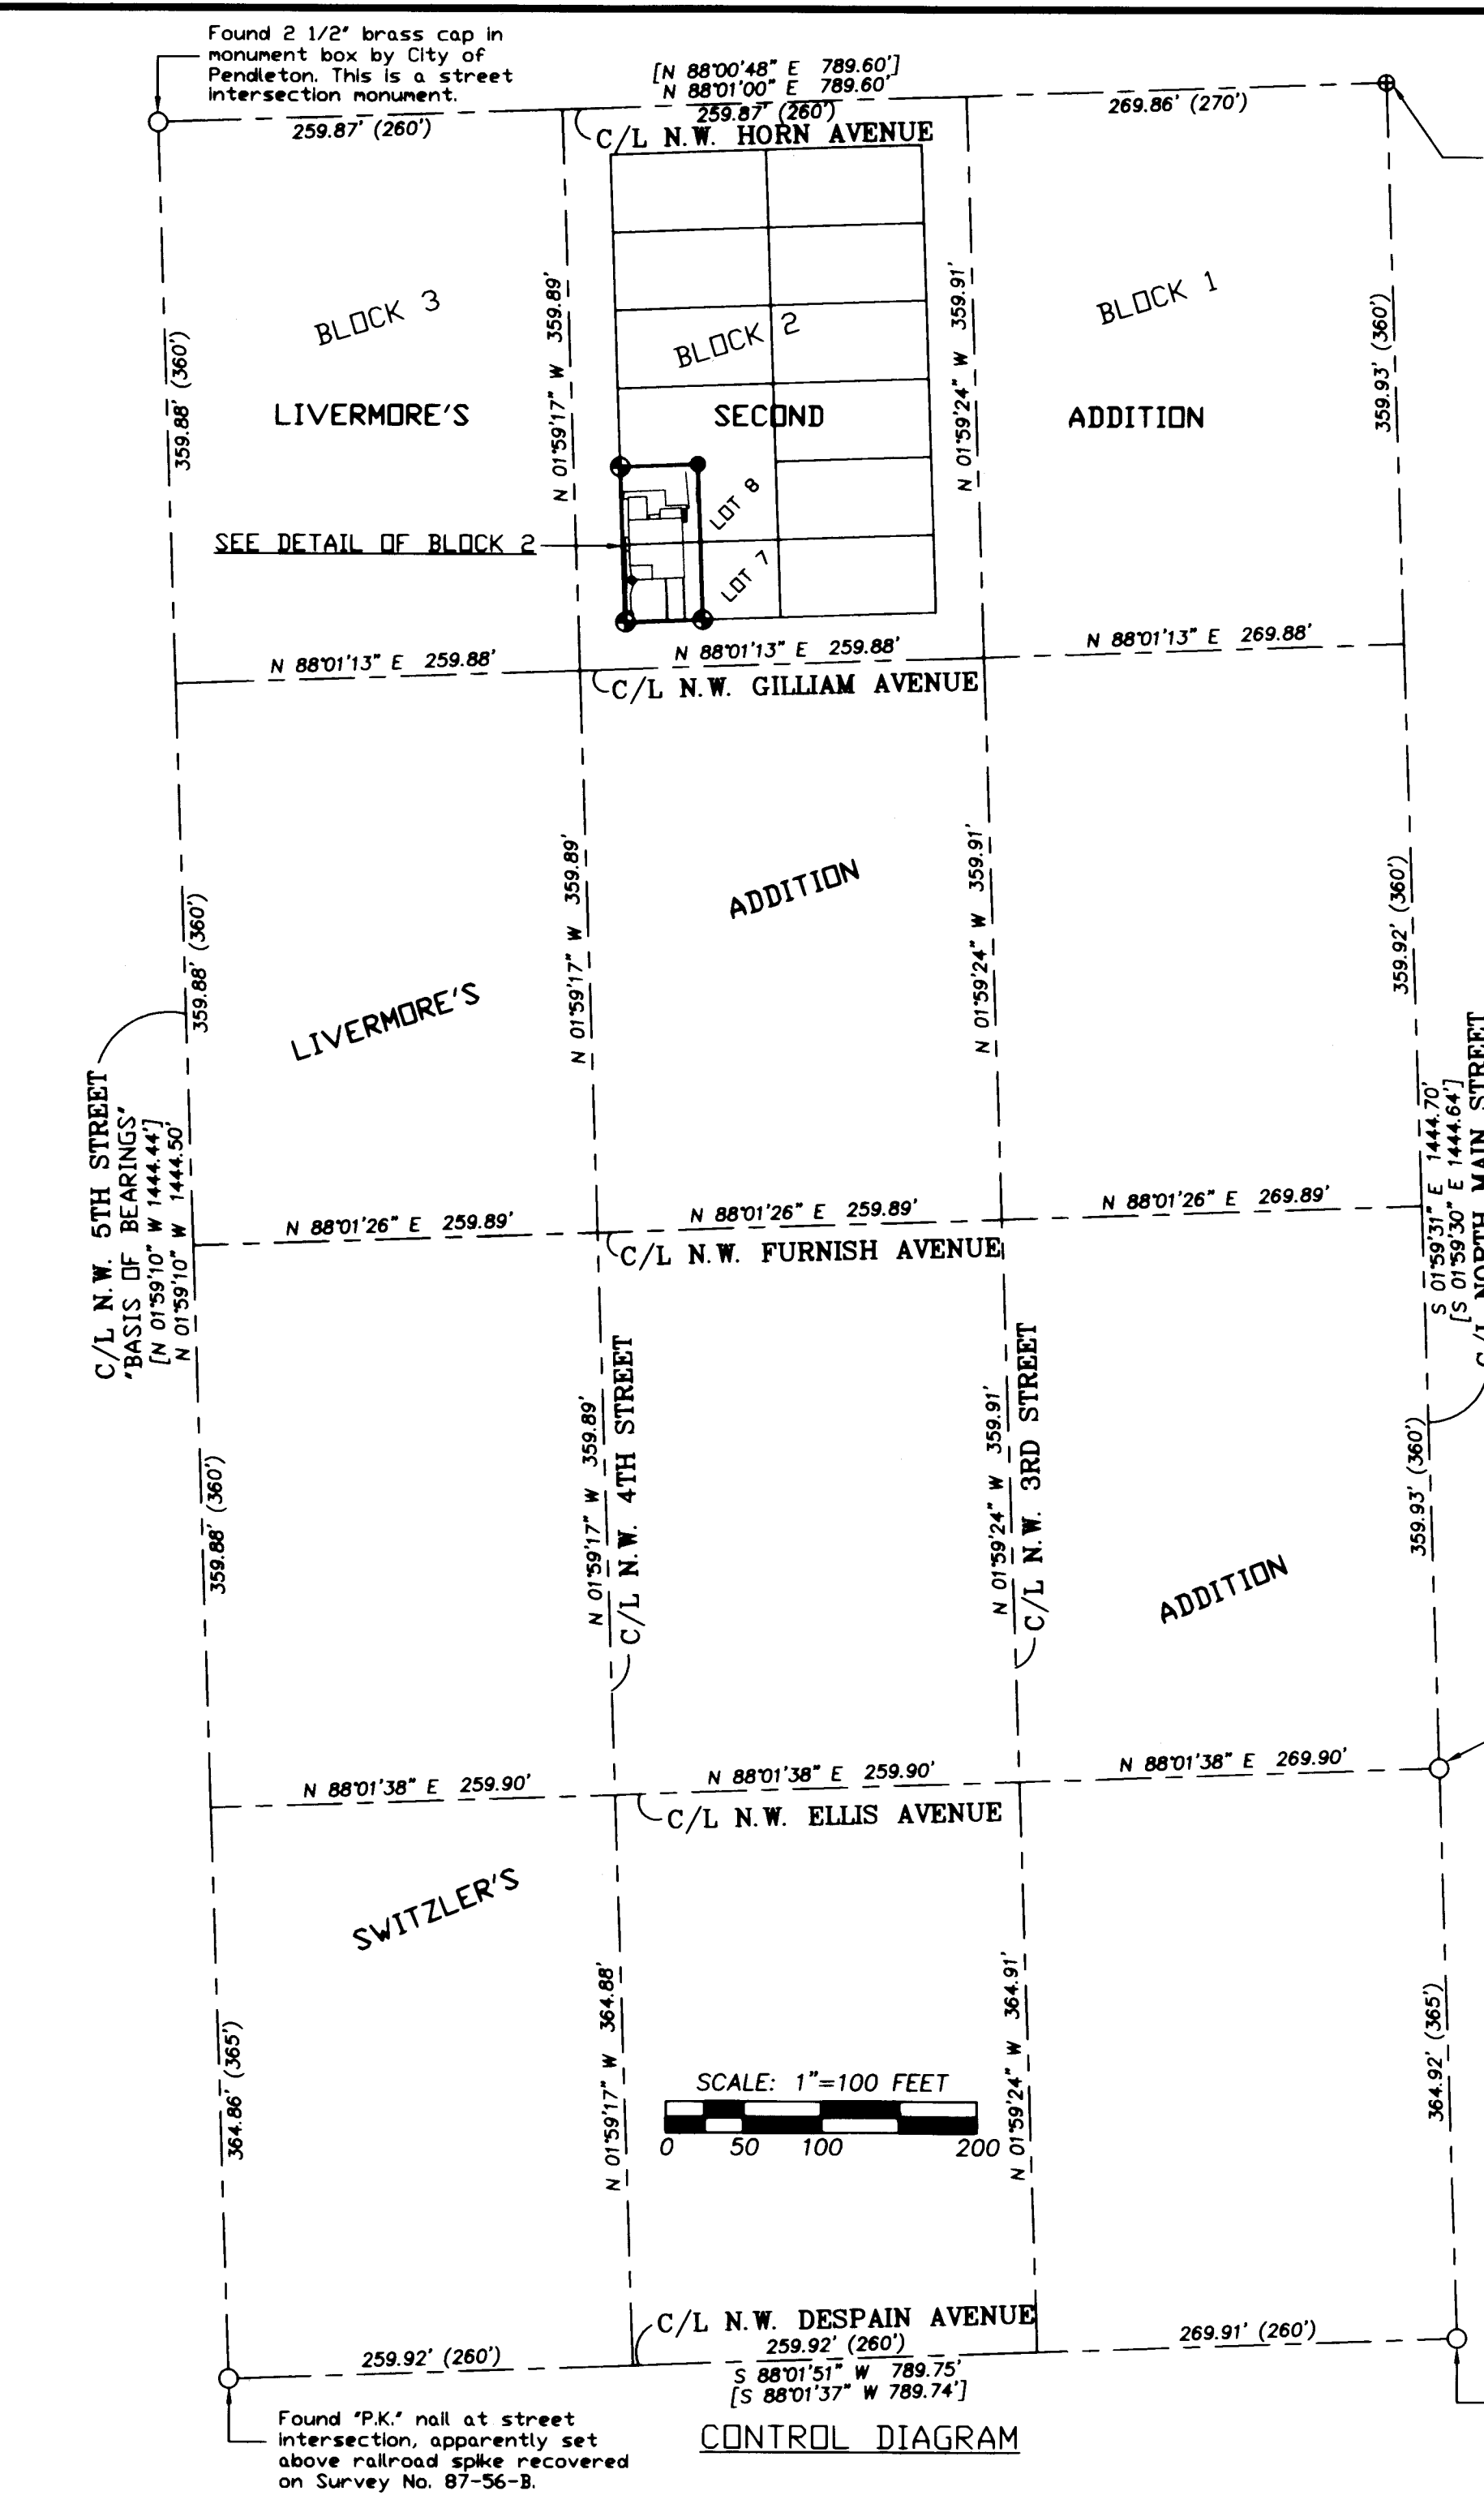 Found 2 1/2" brass cap in
monument box by City of
Pendleton. This is a street
intersection monument.
[N 88°00'48" E 789.60']
N 88°01'00" E 789.60'
259.87' (260')
259.87' (260')
269.86' (270')
C/L N.W. HORN AVENUE
BLOCK 3
BLOCK 2
BLOCK 1
359.88' (360')
N 01°59'17" W 359.89'
N 01°59'24" W 359.91'
359.93' (360')
LIVERMORE'S
SECOND
ADDITION
LOT 8
LOT 7
SEE DETAIL OF BLOCK 2
N 88°01'13" E 259.88'
N 88°01'13" E 259.88'
N 88°01'13" E 269.88'
C/L N.W. GILLIAM AVENUE
359.88' (360')
N 01°59'17" W 359.89'
N 01°59'24" W 359.91'
359.92' (360')
ADDITION
LIVERMORE'S
C/L N.W. 5TH STREET
"BASIS OF BEARINGS"
[N 01°59'10" W 1444.44']
N 01°59'10" W 1444.50'
S 01°59'31" E 1444.70'
[S 01°59'30" E 1444.64']
C/L NORTH MAIN STREET
N 88°01'26" E 259.89'
N 88°01'26" E 259.89'
N 88°01'26" E 269.89'
C/L N.W. FURNISH AVENUE
359.88' (360')
N 01°59'17" W 359.89'
C/L N.W. 4TH STREET
N 01°59'24" W 359.91'
C/L N.W. 3RD STREET
359.93' (360')
ADDITION
N 88°01'38" E 259.90'
N 88°01'38" E 259.90'
N 88°01'38" E 269.90'
C/L N.W. ELLIS AVENUE
SWITZLER'S
364.86' (365')
N 01°59'17" W 364.88'
N 01°59'24" W 364.91'
364.92' (365')
SCALE: 1"=100 FEET
0 50 100 200
C/L N.W. DESPAIN AVENUE
259.92' (260')
259.92' (260')
269.91' (260')
S 88°01'51" W 789.75'
[S 88°01'37" W 789.74']
CONTROL DIAGRAM
Found "P.K." nail at street
intersection, apparently set
above railroad spike recovered
on Survey No. 87-56-B.